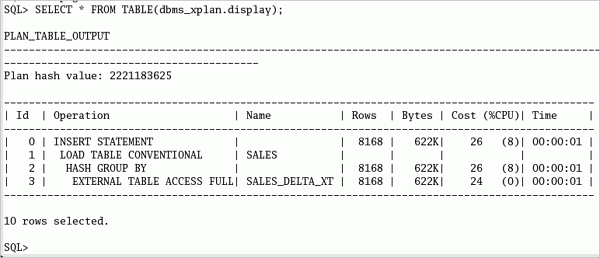 SQL> SELECT * FROM TABLE(dbms_xplan.display);
PLAN_TABLE_OUTPUT
--------------------------------------------------------------------------------
--------------------------------------
Plan hash value: 2221183625
-----------------------------------------------------------------------------------------
| Id | Operation | Name | Rows | Bytes | Cost (%CPU)| Time |
-----------------------------------------------------------------------------------------
| 0 | INSERT STATEMENT | | 8168 | 622K| 26 (8)| 00:00:01 |
| 1 | LOAD TABLE CONVENTIONAL | SALES | | | | |
| 2 | HASH GROUP BY | | 8168 | 622K| 26 (8)| 00:00:01 |
| 3 | EXTERNAL TABLE ACCESS FULL| SALES_DELTA_XT | 8168 | 622K| 24 (0)| 00:00:01 |
-----------------------------------------------------------------------------------------
10 rows selected.
SQL>